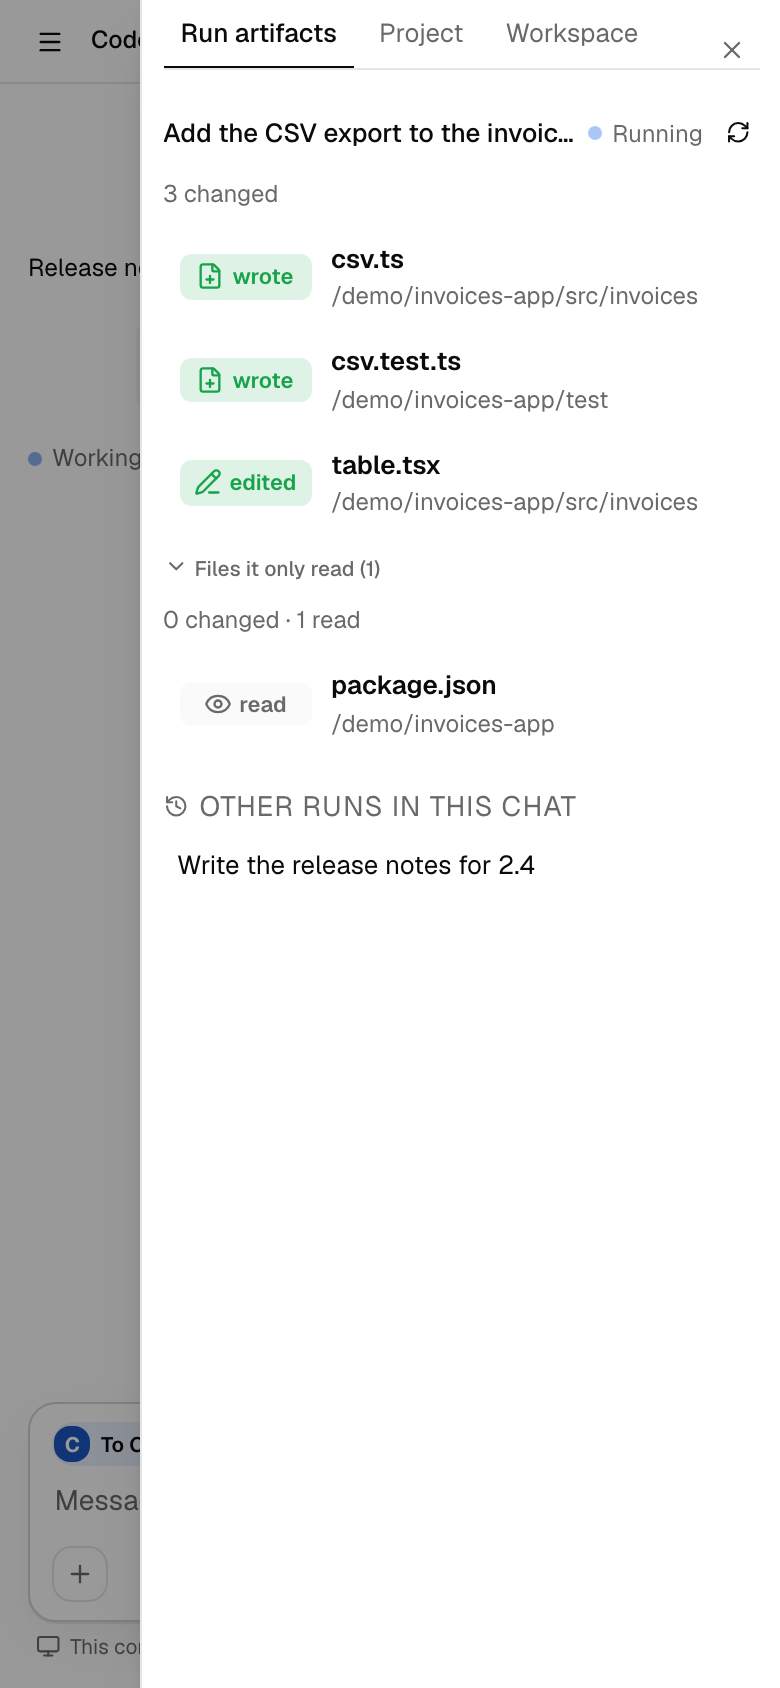 Run artifacts
Project
Workspace
Add the CSV export to the invoic...
Running
3 changed
wrote
csv.ts
/demo/invoices-app/src/invoices
wrote
csv.test.ts
/demo/invoices-app/test
edited
table.tsx
/demo/invoices-app/src/invoices
Files it only read (1)
0 changed · 1 read
read
package.json
/demo/invoices-app
OTHER RUNS IN THIS CHAT
Write the release notes for 2.4
Release
Working
C To
This